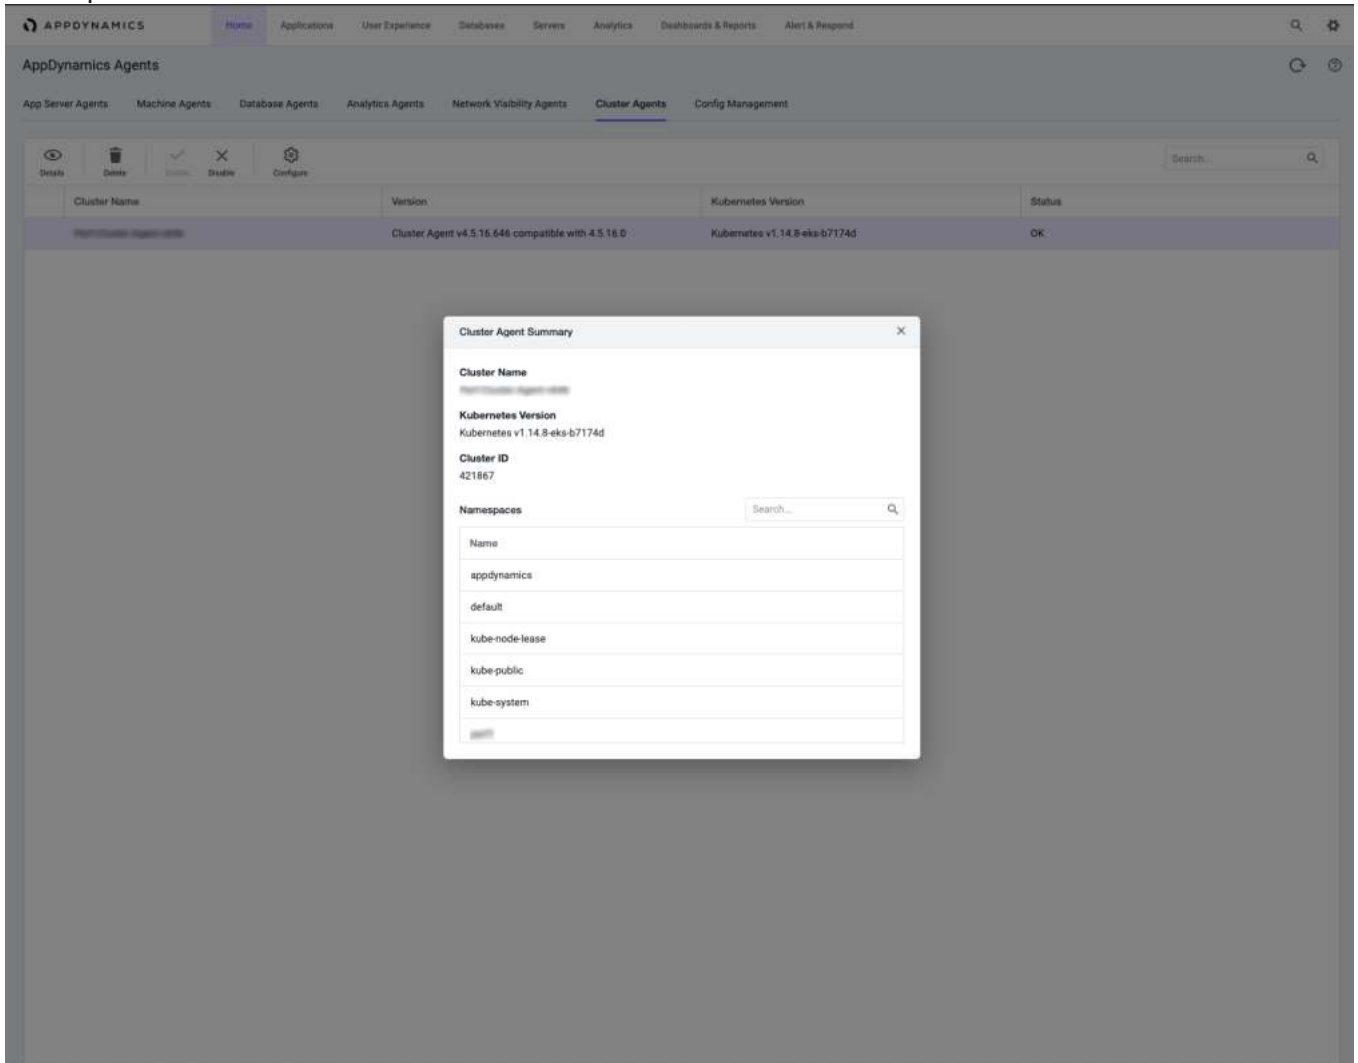 APPDYNAMICS Home Applications User Experience Databases Servers Analytics Dashboards & Reports Alert & Respond
AppDynamics Agents
App Server Agents Machine Agents Database Agents Analytics Agents Network Visibility Agents Cluster Agents Config Management
Details Delete Enable Disable Configure Search...
Cluster Name Version Kubernetes Version Status
Cluster Agent v4.5.16.646 compatible with 4.5.16.0 Kubernetes v1.14.8-eks-b7174d OK
Cluster Agent Summary
Cluster Name
Kubernetes Version
Kubernetes v1.14.8-eks-b7174d
Cluster ID
421867
Namespaces Search...
Name
appdynamics
default
kube-node-lease
kube-public
kube-system